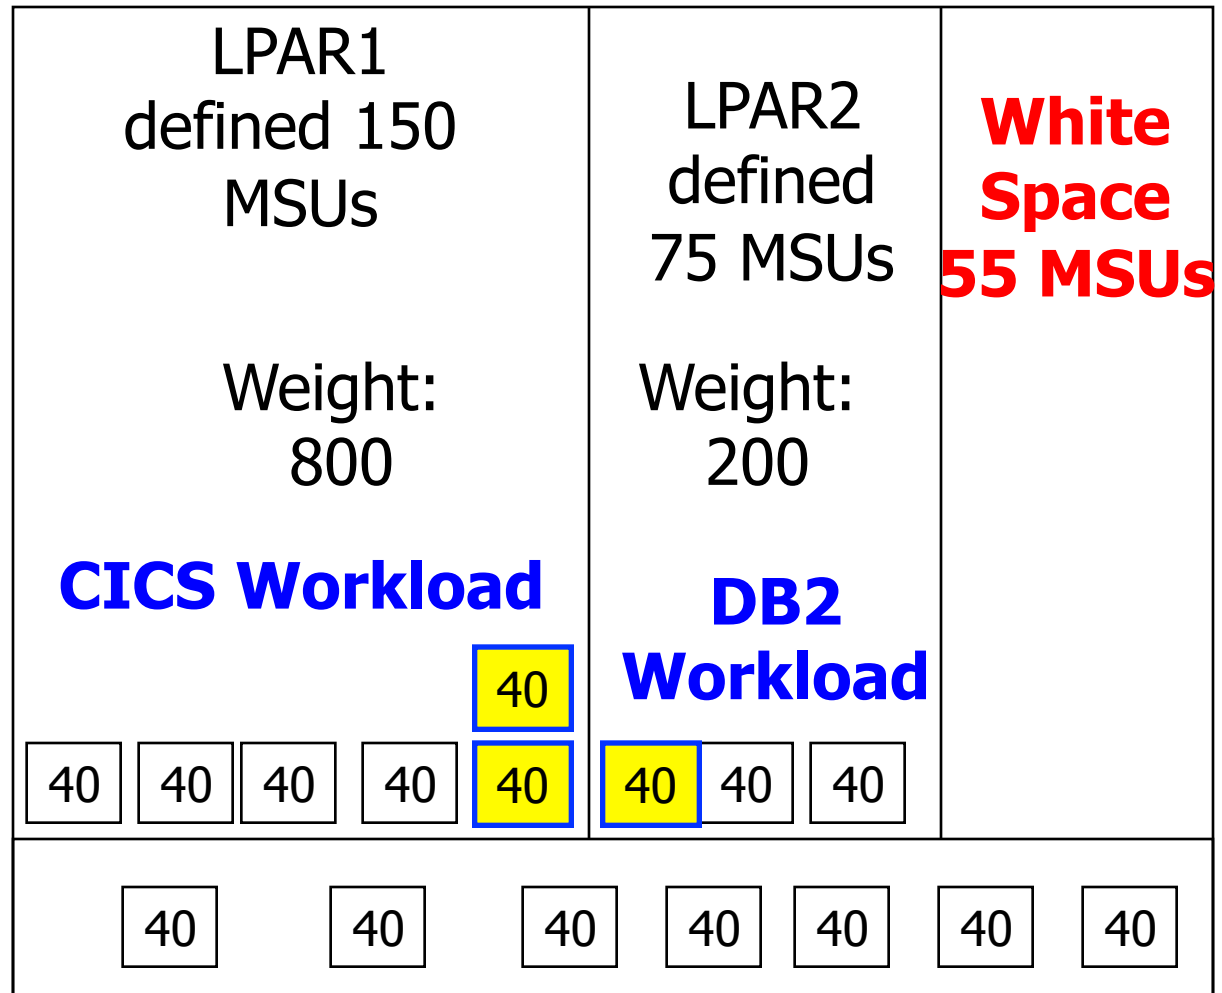 LPAR1
defined 150
MSUs
Weight:
800
CICS Workload
40
40 40 40 40 40
LPAR2
defined
75 MSUs
Weight:
200
DB2
Workload
40 40 40
White
Space
55 MSUs
40 40 40 40 40 40 40